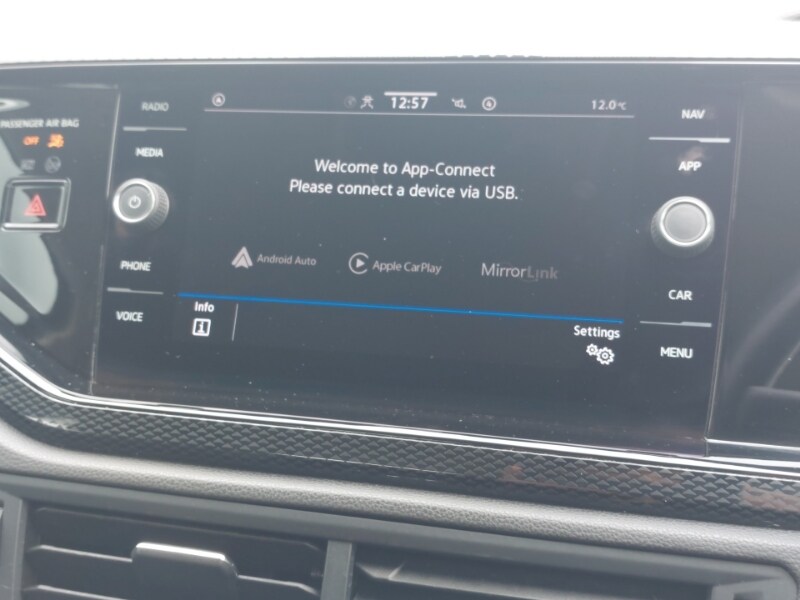 RADIO
12:57
12.0°C
NAV
PASSENGER AIR BAG
OFF
MEDIA
APP
Welcome to App-Connect
Please connect a device via USB.
Android Auto
Apple CarPlay
MirrorLink
PHONE
CAR
VOICE
Info
Settings
MENU